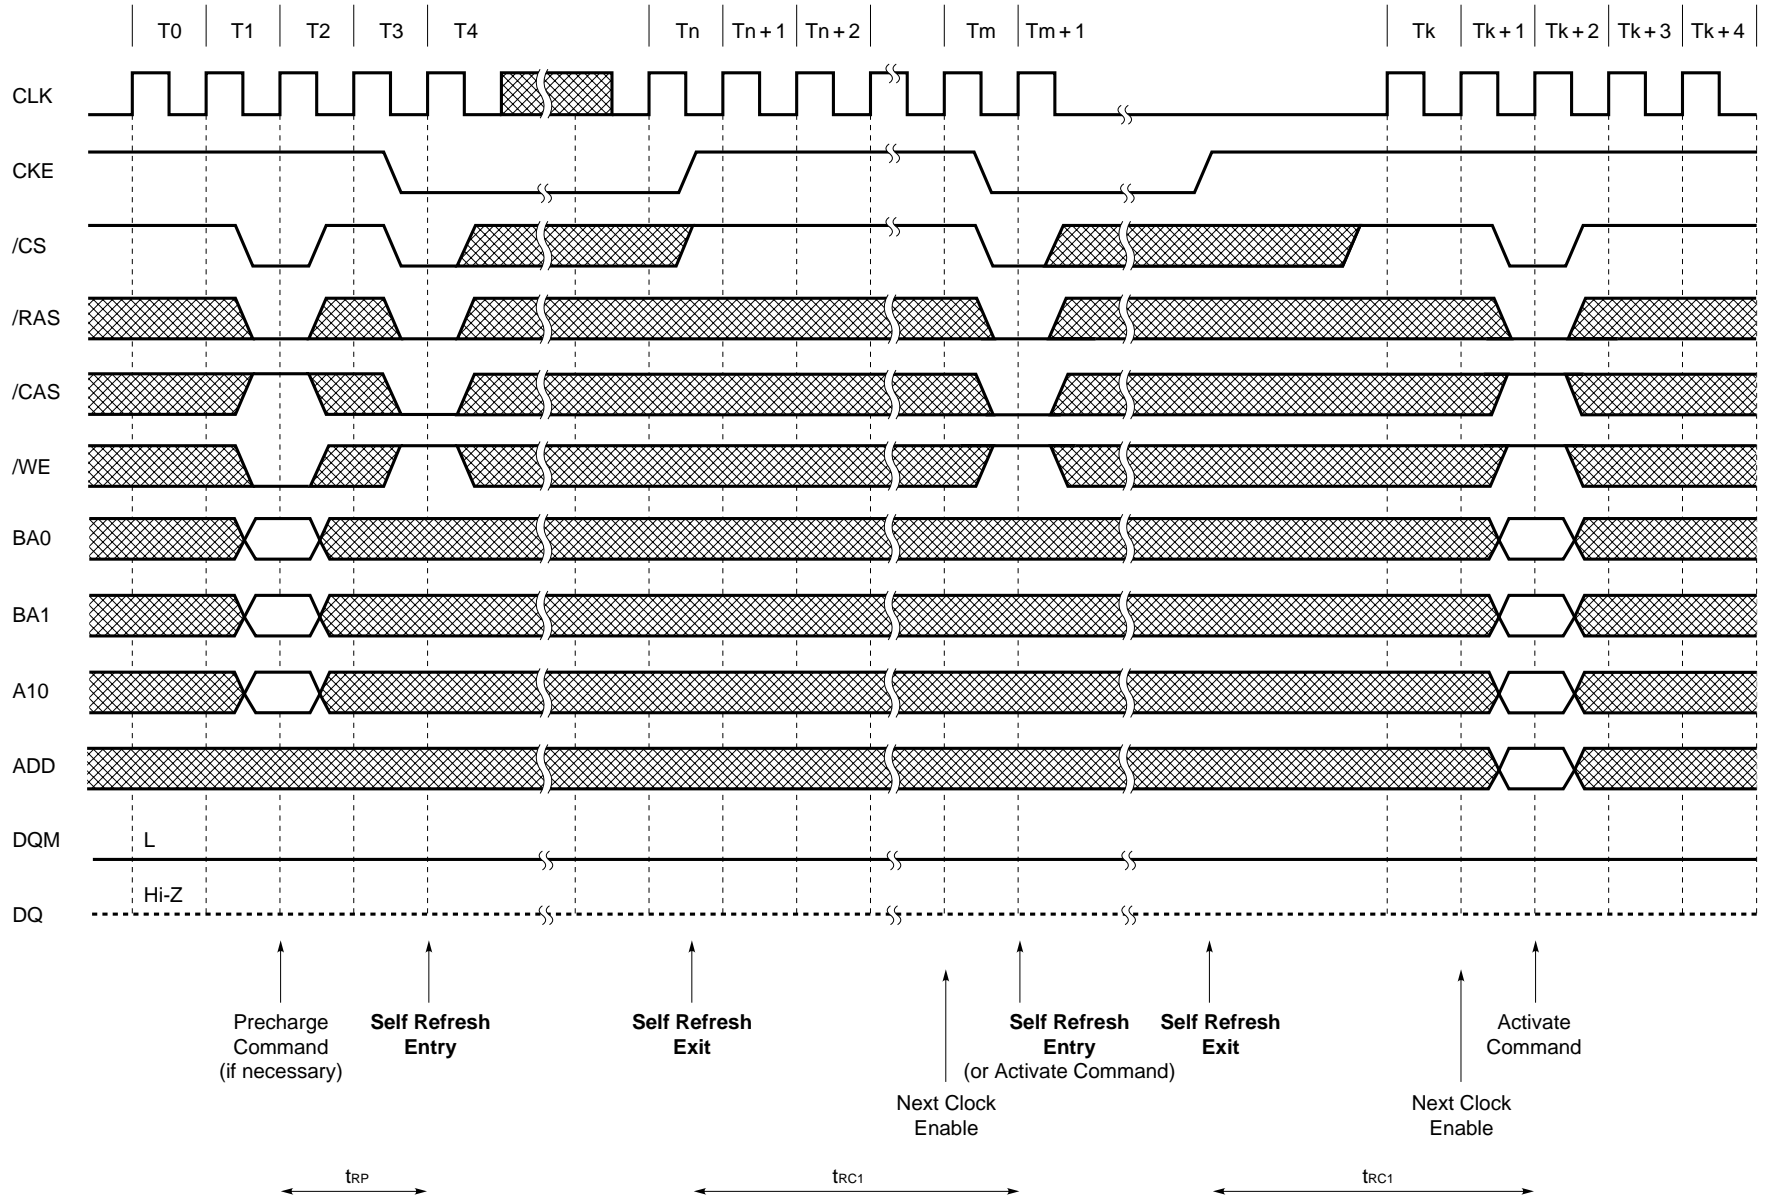 T0 T1 T2 T3 T4 Tn Tn + 1 Tn + 2 Tm Tm + 1 Tk Tk + 1 Tk + 2 Tk + 3 Tk + 4
CLK
CKE
/CS
/RAS
/CAS
/WE
BA0
BA1
A10
ADD
DQM L
Hi-Z
DQ
Precharge
Command
(if necessary)
Self Refresh
Entry
Self Refresh
Exit
Next Clock
Enable
Self Refresh
Entry
(or Activate Command)
Self Refresh
Exit
Next Clock
Enable
Activate
Command
tRP tRC1 tRC1